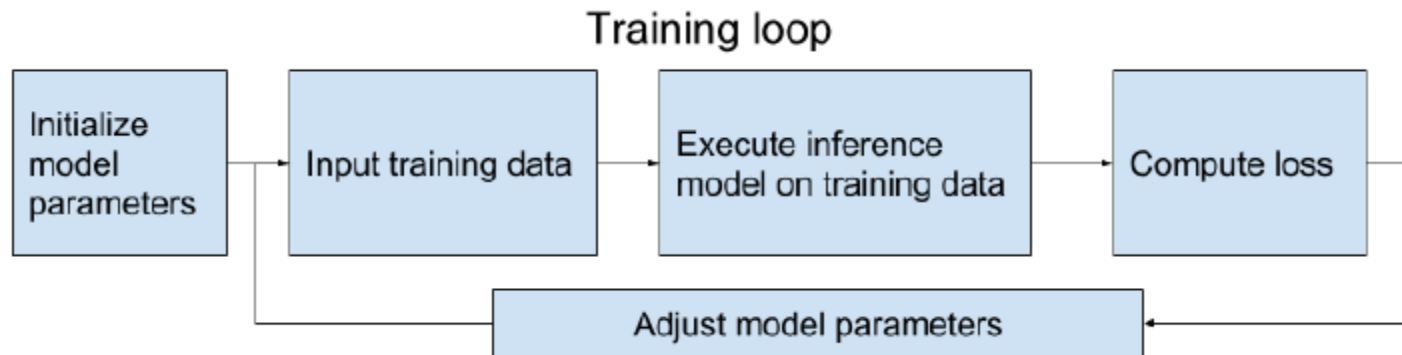 Training loop
Initialize
model
parameters
Input training data
Execute inference
model on training data
Compute loss
Adjust model parameters